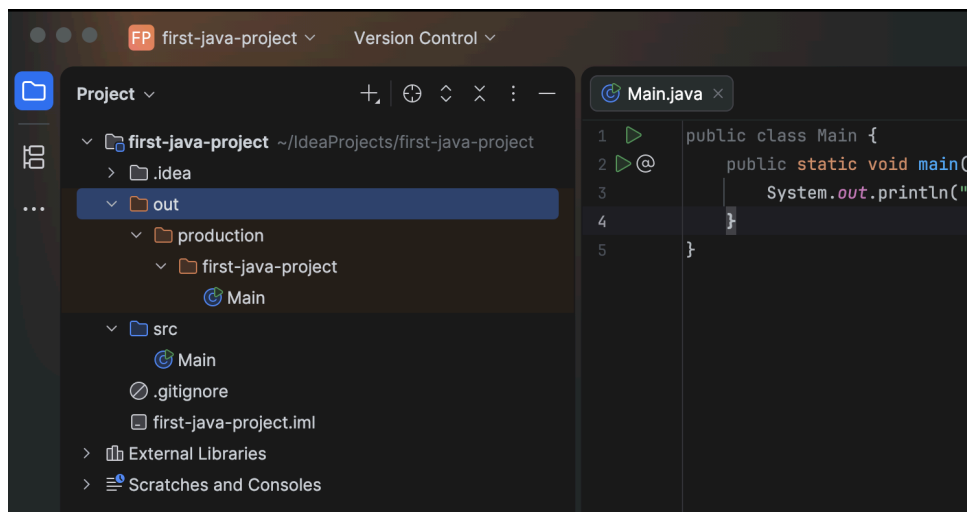 FP first-java-project Version Control
Project
Main.java
first-java-project ~/IdeaProjects/first-java-project
.idea
out
production
first-java-project
Main
src
Main
.gitignore
first-java-project.iml
External Libraries
Scratches and Consoles
1 public class Main {
2 @ public static void main(
3 System.out.println("
4 }
5 }